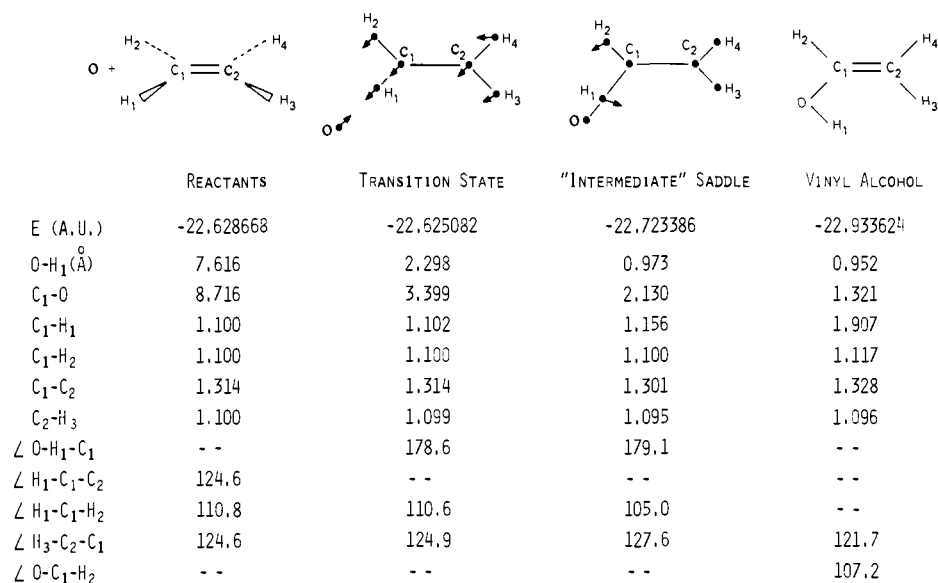 O + H₂ C₁ C₂ H₄ H₁ H₃
H₂ C₁ C₂ H₄ H₁ H₃ O
H₂ C₁ C₂ H₄ H₁ H₃ O
H₂ C₁ C₂ H₄ O H₁ H₃
REACTANTS TRANSITION STATE "INTERMEDIATE" SADDLE VINYL ALCOHOL
E (A.U.) -22.628668 -22.625082 -22.723386 -22.933624
O-H₁(Å) 7.616 2.298 0.973 0.952
C₁-O 8.716 3.399 2.130 1.321
C₁-H₁ 1.100 1.102 1.156 1.907
C₁-H₂ 1.100 1.100 1.100 1.117
C₁-C₂ 1.314 1.314 1.301 1.328
C₂-H₃ 1.100 1.099 1.095 1.096
∠ O-H₁-C₁ -- 178.6 179.1 --
∠ H₁-C₁-C₂ 124.6 -- -- --
∠ H₁-C₁-H₂ 110.8 110.6 105.0 --
∠ H₃-C₂-C₁ 124.6 124.9 127.6 121.7
∠ O-C₁-H₂ -- -- -- 107.2